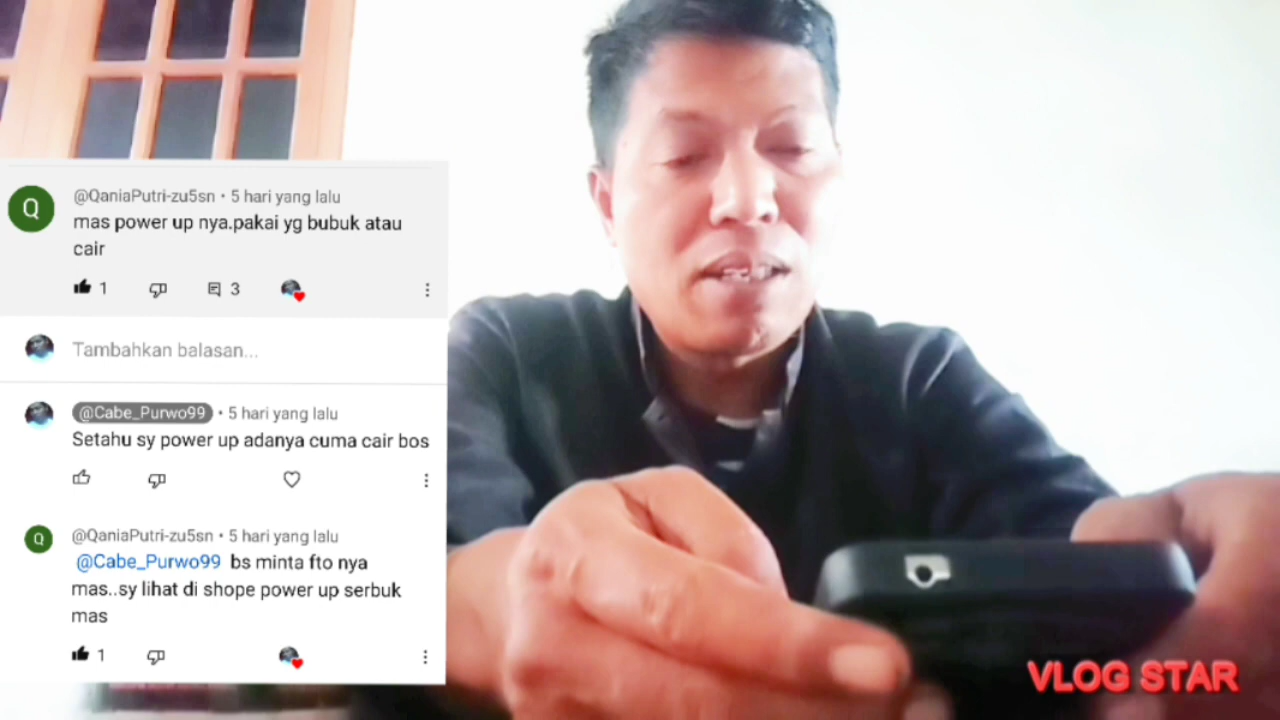 Q
@QaniaPutri-zu5sn • 5 hari yang lalu
mas power up nya.pakai yg bubuk atau
cair
1
3
Tambahkan balasan...
@Cabe_Purwo99 • 5 hari yang lalu
Setahu sy power up adanya cuma cair bos
Q
@QaniaPutri-zu5sn • 5 hari yang lalu
@Cabe_Purwo99 bs minta fto nya
mas..sy lihat di shope power up serbuk
mas
1
VLOG STAR